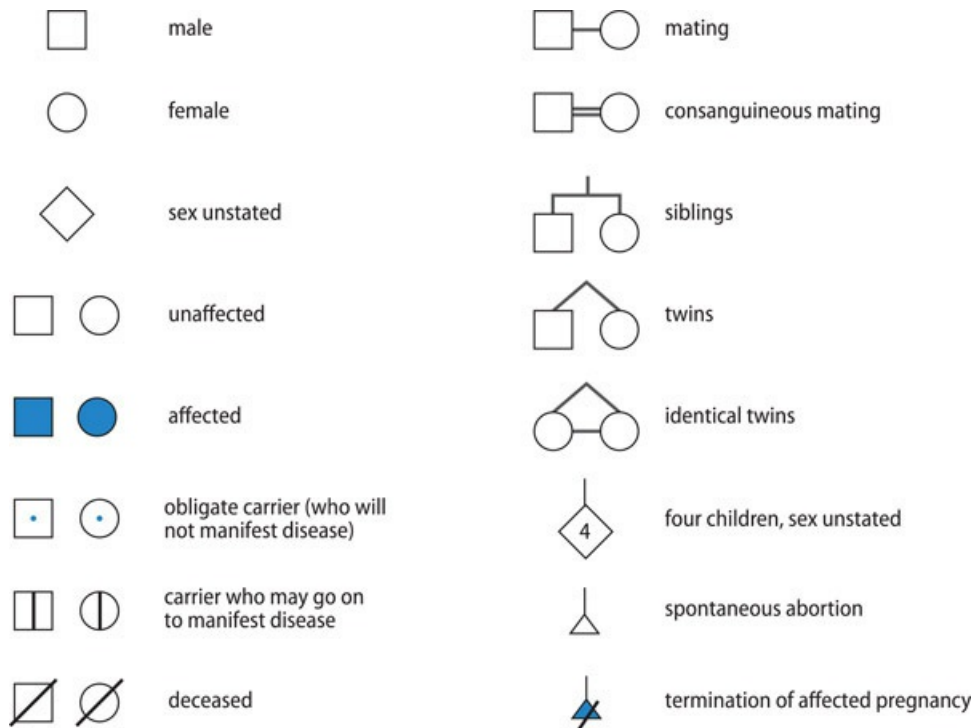 male
female
sex unstated
unaffected
affected
obligate carrier (who will
not manifest disease)
carrier who may go on
to manifest disease
deceased
mating
consanguineous mating
siblings
twins
identical twins
4
four children, sex unstated
spontaneous abortion
termination of affected pregnancy